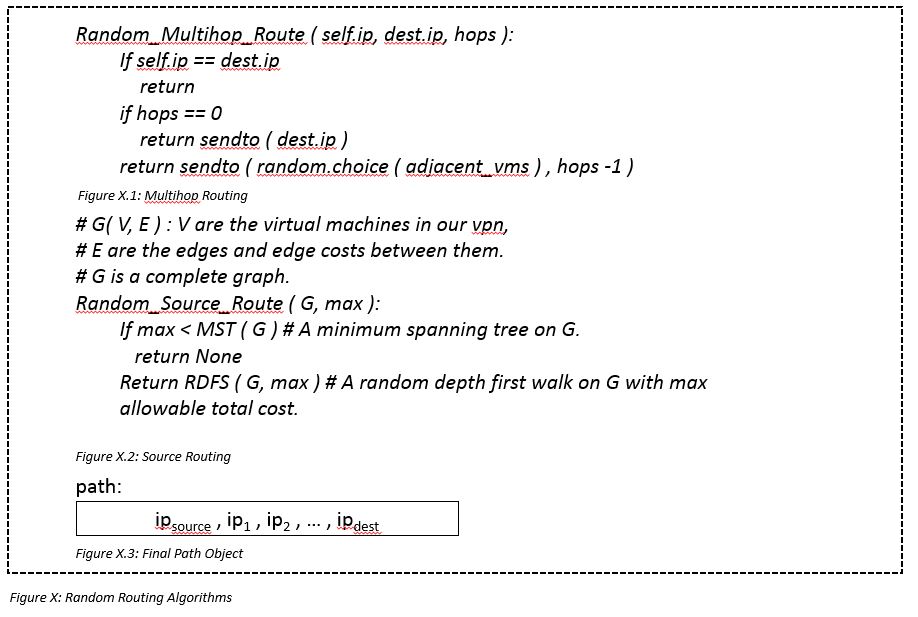 Random_Multihop_Route ( self.ip, dest.ip, hops ):
If self.ip == dest.ip
return
if hops == 0
return sendto ( dest.ip )
return sendto ( random.choice ( adjacent_vms ) , hops -1 )
Figure X.1: Multihop Routing
# G( V, E ) : V are the virtual machines in our vpn,
# E are the edges and edge costs between them.
# G is a complete graph.
Random_Source_Route ( G, max ):
If max < MST ( G ) # A minimum spanning tree on G.
return None
Return RDFS ( G, max ) # A random depth first walk on G with max
allowable total cost.
Figure X.2: Source Routing
path:
ip_source , ip_1 , ip_2 , ... , ip_dest
Figure X.3: Final Path Object
Figure X: Random Routing Algorithms